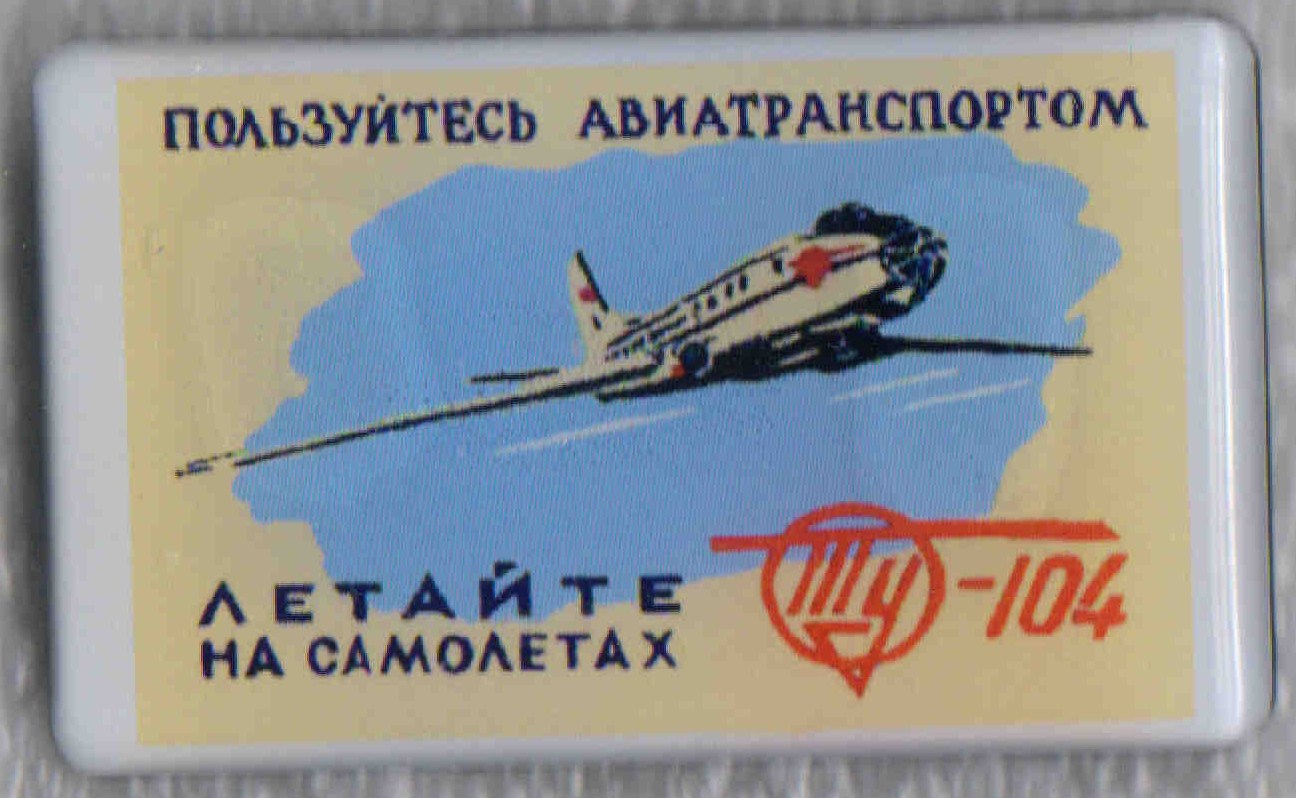 ПОЛЬЗУЙТЕСЬ АВИАТРАНСПОРТОМ
ЛЕТАЙТЕ
НА САМОЛЕТАХ
Ту-104